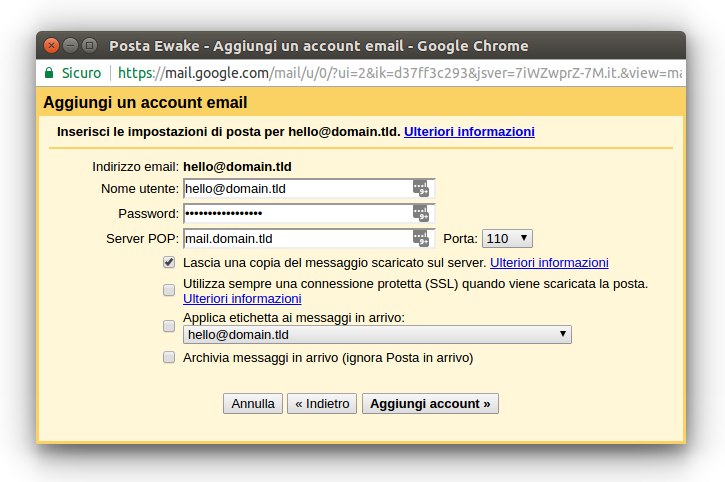 Posta Ewake - Aggiungi un account email - Google Chrome
Sicuro https://mail.google.com/mail/u/0/?ui=2&ik=d37ff3c293&jsver=7iWZwprZ-7M.it.&view=ma
Aggiungi un account email
Inserisci le impostazioni di posta per hello@domain.tld. Ulteriori informazioni
Indirizzo email: hello@domain.tld
Nome utente: hello@domain.tld 9+
Password: ••••••••••••••••• 9+
Server POP: mail.domain.tld 9+ Porta: 110
Lascia una copia del messaggio scaricato sul server. Ulteriori informazioni
Utilizza sempre una connessione protetta (SSL) quando viene scaricata la posta.
Ulteriori informazioni
Applica etichetta ai messaggi in arrivo:
hello@domain.tld
Archivia messaggi in arrivo (ignora Posta in arrivo)
Annulla « Indietro Aggiungi account »